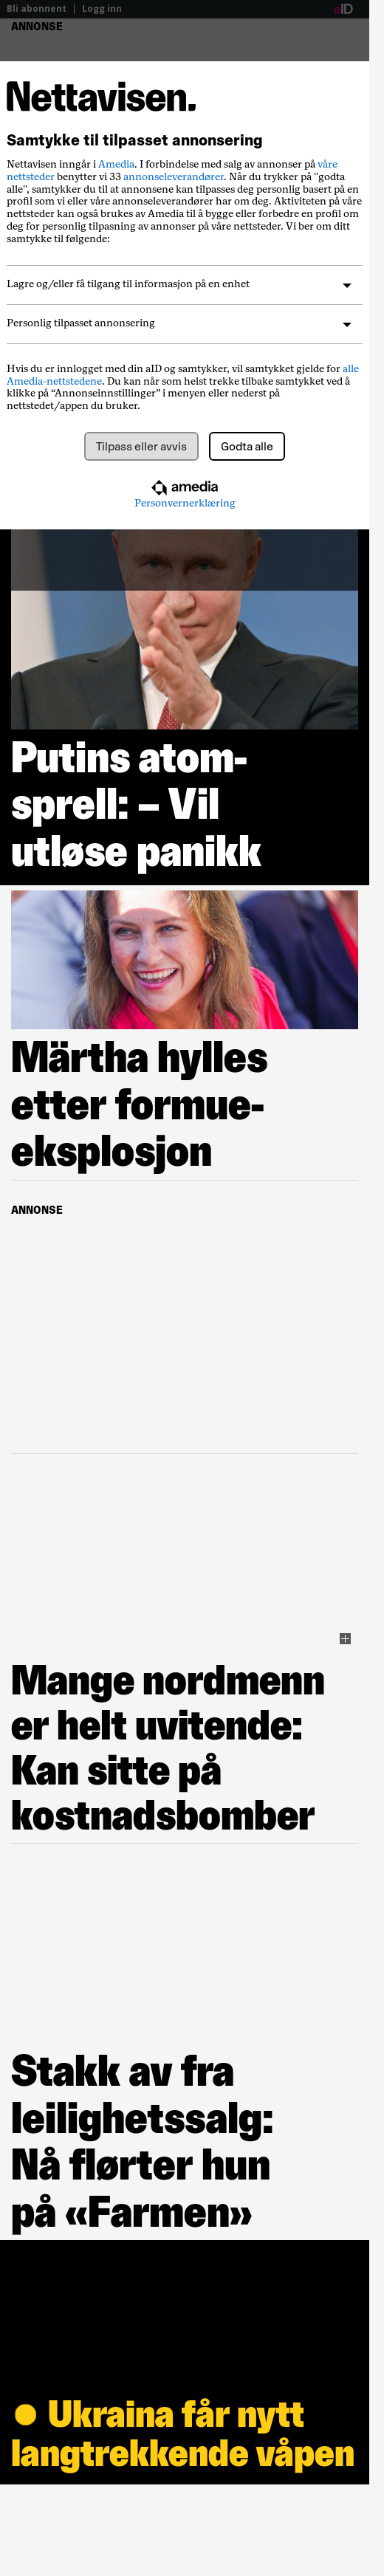 Bli abonnent | Logg inn aID
ANNONSE
Nettavisen.
Samtykke til tilpasset annonsering
Nettavisen inngår i Amedia. I forbindelse med salg av annonser på våre
nettsteder benytter vi 33 annonseleverandører. Når du trykker på "godta
alle", samtykker du til at annonsene kan tilpasses deg personlig basert på en
profil som vi eller våre annonseleverandører har om deg. Aktiviteten på våre
nettsteder kan også brukes av Amedia til å bygge eller forbedre en profil om
deg for personlig tilpasning av annonser på våre nettsteder. Vi ber om ditt
samtykke til følgende:
Lagre og/eller få tilgang til informasjon på en enhet
Personlig tilpasset annonsering
Hvis du er innlogget med din aID og samtykker, vil samtykket gjelde for alle
Amedia-nettstedene. Du kan når som helst trekke tilbake samtykket ved å
klikke på “Annonseinnstillinger” i menyen eller nederst på
nettstedet/appen du bruker.
Tilpass eller avvis Godta alle
amedia
Personvernerklæring
Putins atom-
sprell: – Vil
utløse panikk
Märtha hylles
etter formue-
eksplosjon
ANNONSE
Mange nordmenn
er helt uvitende:
Kan sitte på
kostnadsbomber
Stakk av fra
leilighetssalg:
Nå flørter hun
på «Farmen»
Ukraina får nytt
langtrekkende våpen